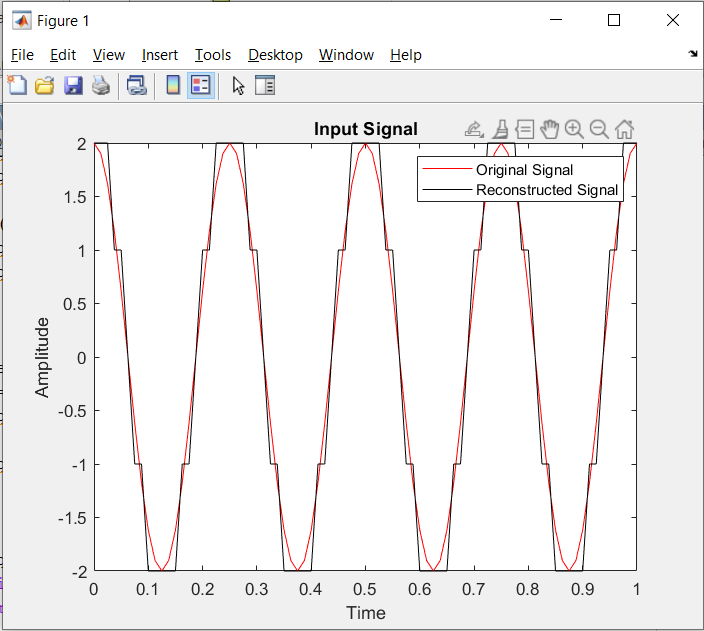 Figure 1
File Edit View Insert Tools Desktop Window Help
Input Signal
Original Signal
Reconstructed Signal
Amplitude
2
1.5
1
0.5
0
-0.5
-1
-1.5
-2
0 0.1 0.2 0.3 0.4 0.5 0.6 0.7 0.8 0.9 1
Time